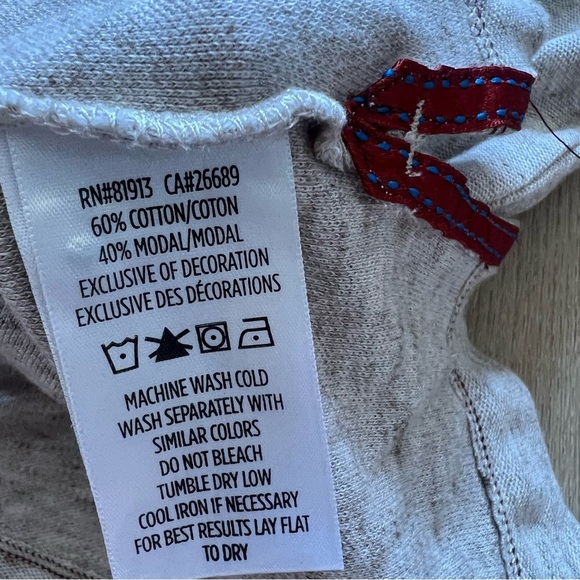 RN#81913 CA#26689
60% COTTON/COTON
40% MODAL/MODAL
EXCLUSIVE OF DECORATION
EXCLUSIVE DES DÉCORATIONS
MACHINE WASH COLD
WASH SEPARATELY WITH
SIMILAR COLORS
DO NOT BLEACH
TUMBLE DRY LOW
COOL IRON IF NECESSARY
FOR BEST RESULTS LAY FLAT
TO DRY